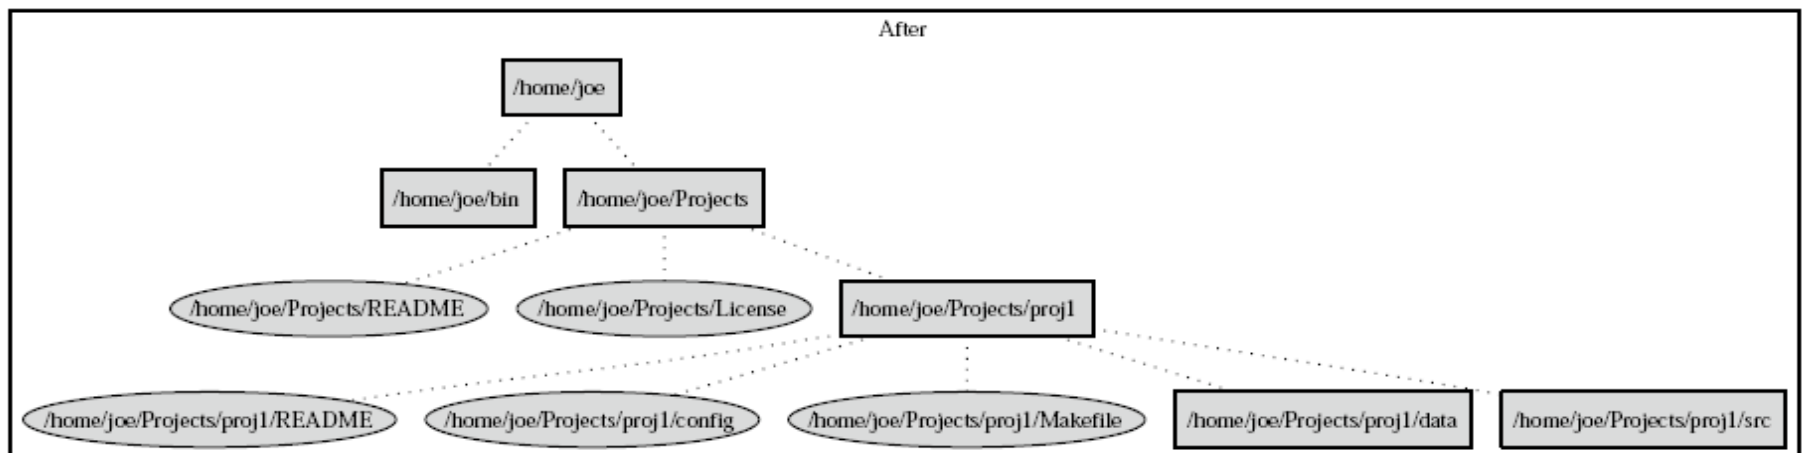 After
/home/joe
/home/joe/bin
/home/joe/Projects
/home/joe/Projects/README
/home/joe/Projects/License
/home/joe/Projects/proj1
/home/joe/Projects/proj1/README
/home/joe/Projects/proj1/config
/home/joe/Projects/proj1/Makefile
/home/joe/Projects/proj1/data
/home/joe/Projects/proj1/src